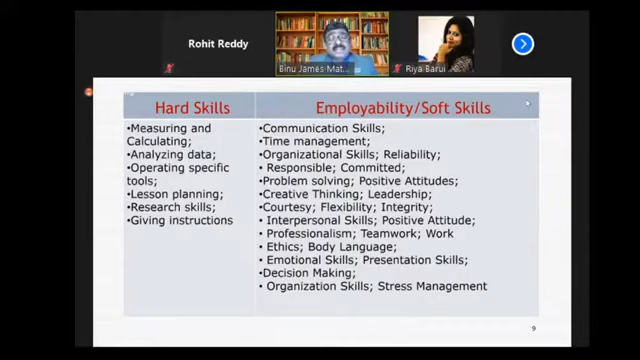 Rohit Reddy
Binu James Mat...
Riya Barui
Hard Skills
•Measuring and
Calculating;
•Analyzing data;
•Operating specific
tools;
•Lesson planning;
•Research skills;
•Giving instructions
Employability/Soft Skills
•Communication Skills;
•Time management;
•Organizational Skills; Reliability;
• Responsible; Committed;
•Problem solving; Positive Attitudes;
•Creative Thinking; Leadership;
•Courtesy; Flexibility; Integrity;
• Interpersonal Skills; Positive Attitude;
• Professionalism; Teamwork; Work
• Ethics; Body Language;
• Emotional Skills; Presentation Skills;
•Decision Making;
• Organization Skills; Stress Management
9